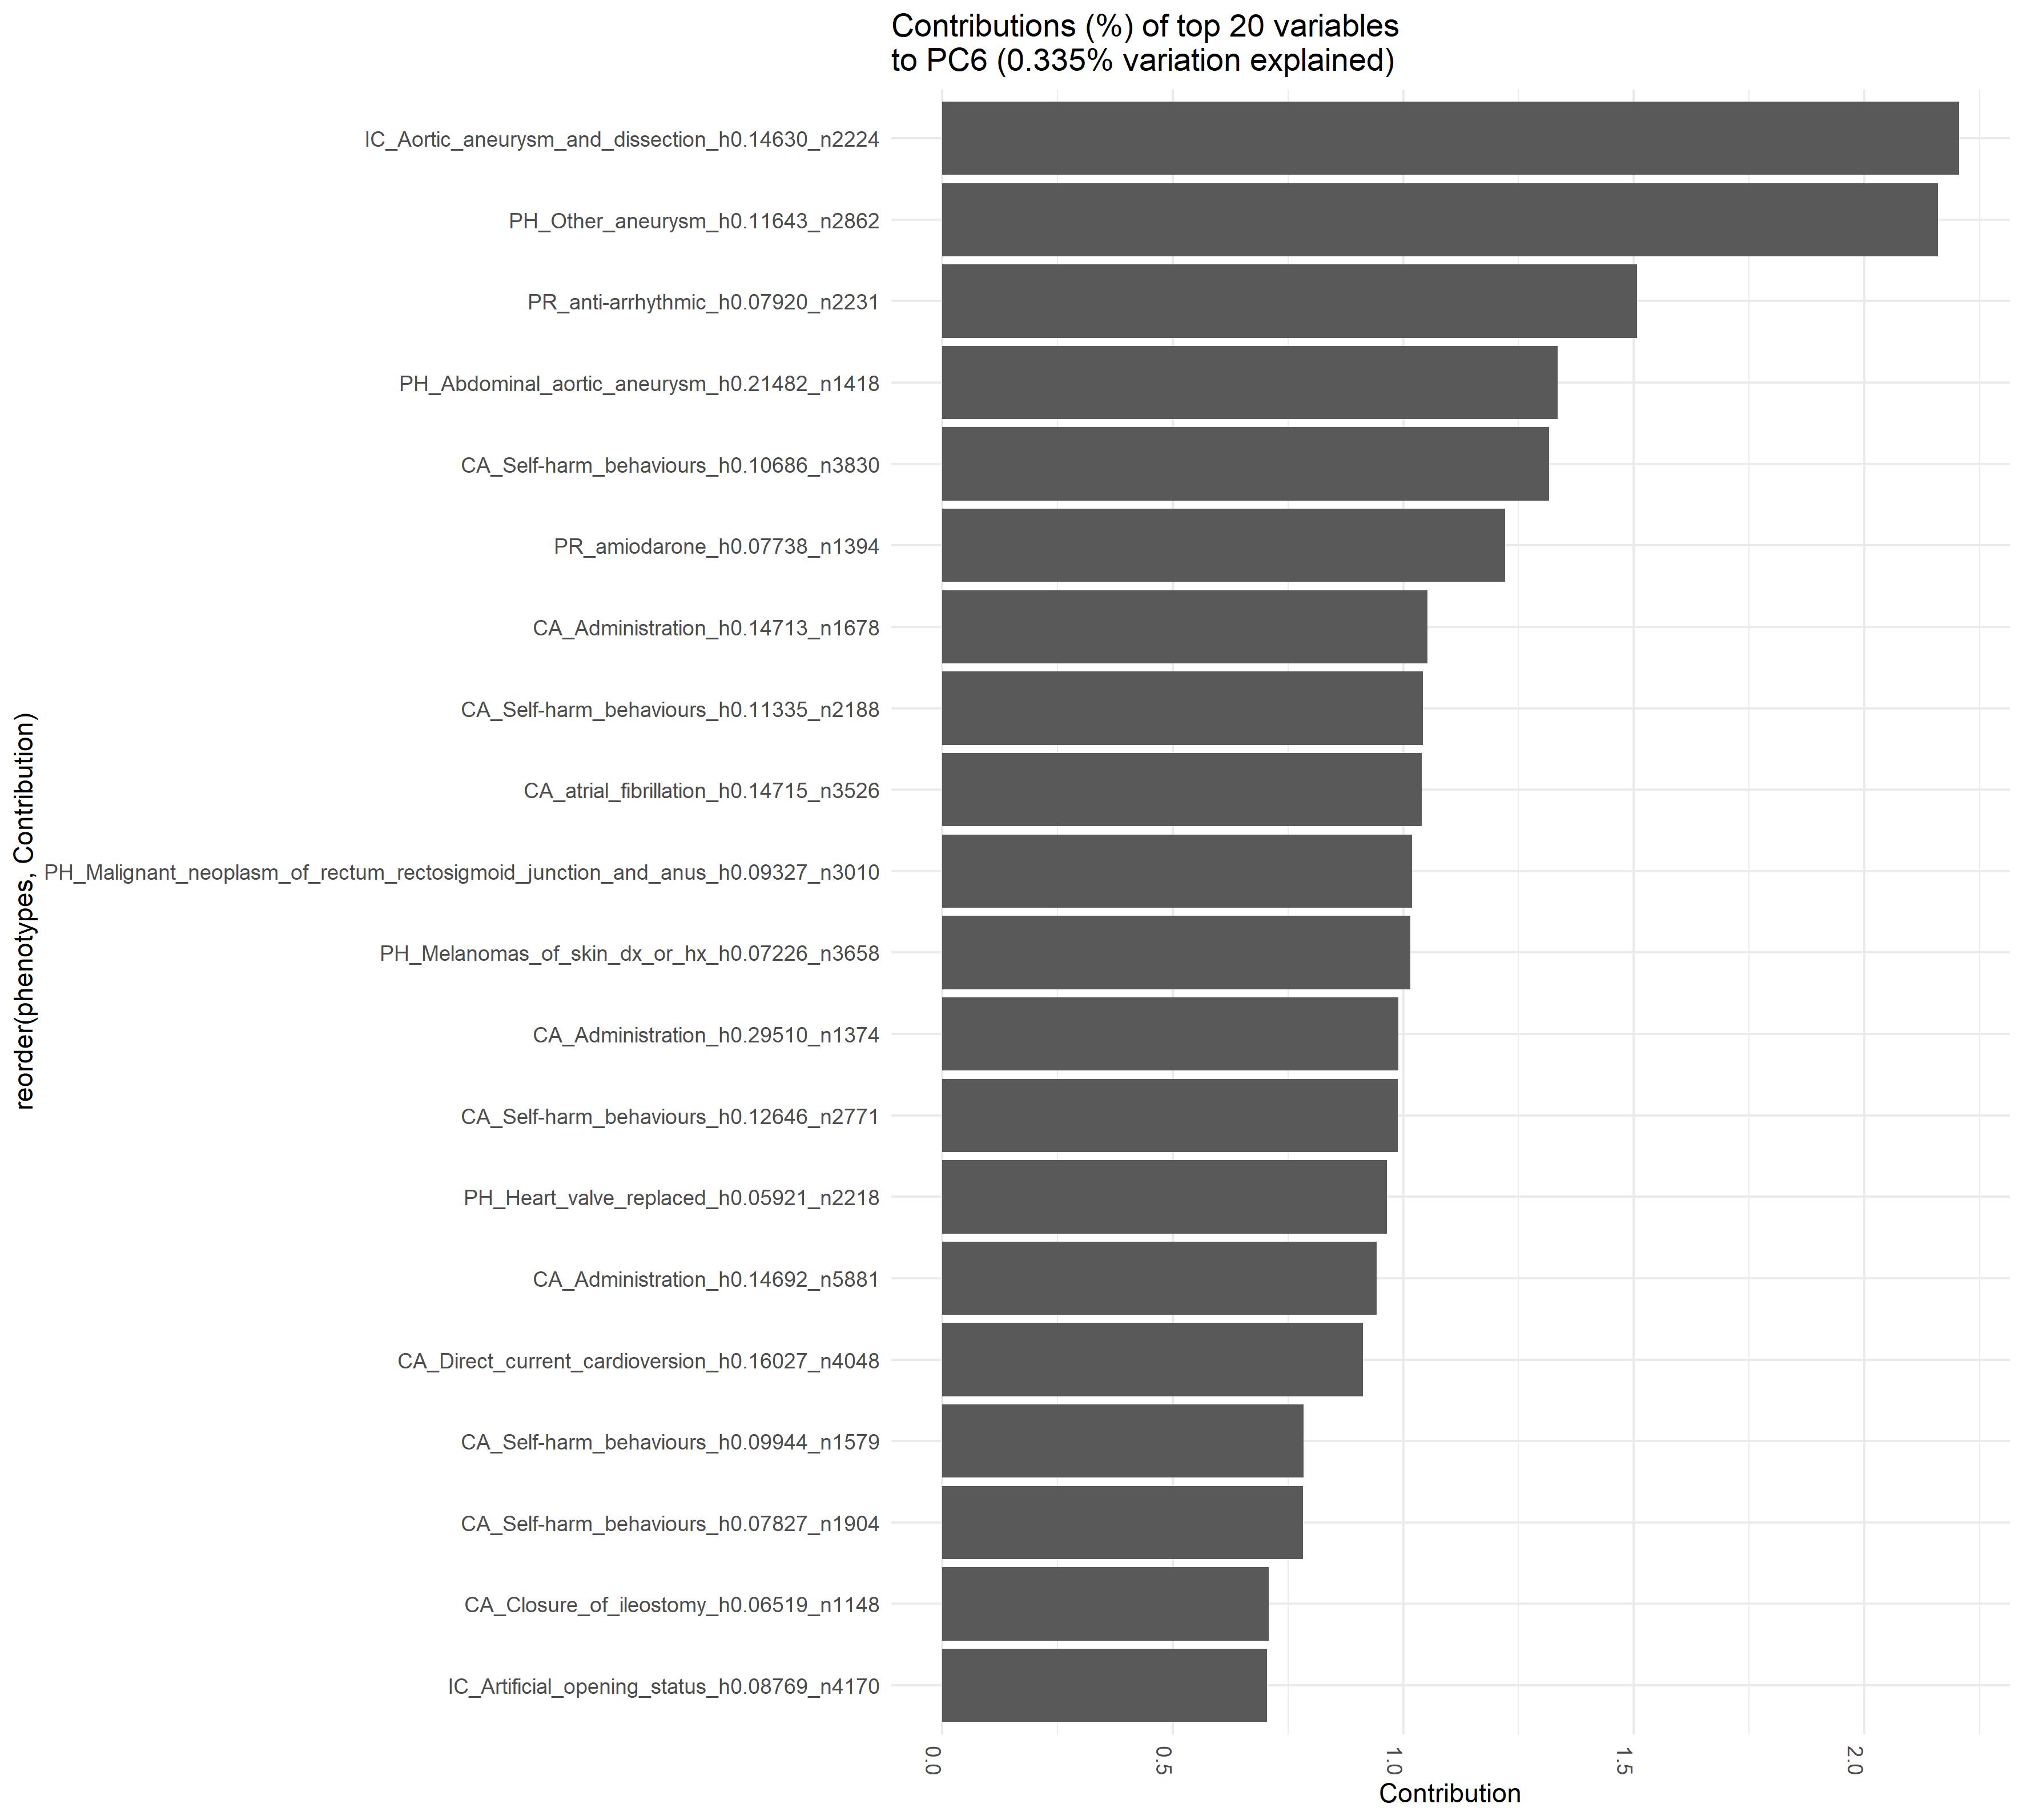 Contributions (%) of top 20 variables
to PC6 (0.335% variation explained)
reorder(phenotypes, Contribution)
IC_Aortic_aneurysm_and_dissection_h0.14630_n2224
PH_Other_aneurysm_h0.11643_n2862
PR_anti-arrhythmic_h0.07920_n2231
PH_Abdominal_aortic_aneurysm_h0.21482_n1418
CA_Self-harm_behaviours_h0.10686_n3830
PR_amiodarone_h0.07738_n1394
CA_Administration_h0.14713_n1678
CA_Self-harm_behaviours_h0.11335_n2188
CA_atrial_fibrillation_h0.14715_n3526
PH_Malignant_neoplasm_of_rectum_rectosigmoid_junction_and_anus_h0.09327_n3010
PH_Melanomas_of_skin_dx_or_hx_h0.07226_n3658
CA_Administration_h0.29510_n1374
CA_Self-harm_behaviours_h0.12646_n2771
PH_Heart_valve_replaced_h0.05921_n2218
CA_Administration_h0.14692_n5881
CA_Direct_current_cardioversion_h0.16027_n4048
CA_Self-harm_behaviours_h0.09944_n1579
CA_Self-harm_behaviours_h0.07827_n1904
CA_Closure_of_ileostomy_h0.06519_n1148
IC_Artificial_opening_status_h0.08769_n4170
0.0
0.5
1.0
1.5
2.0
Contribution